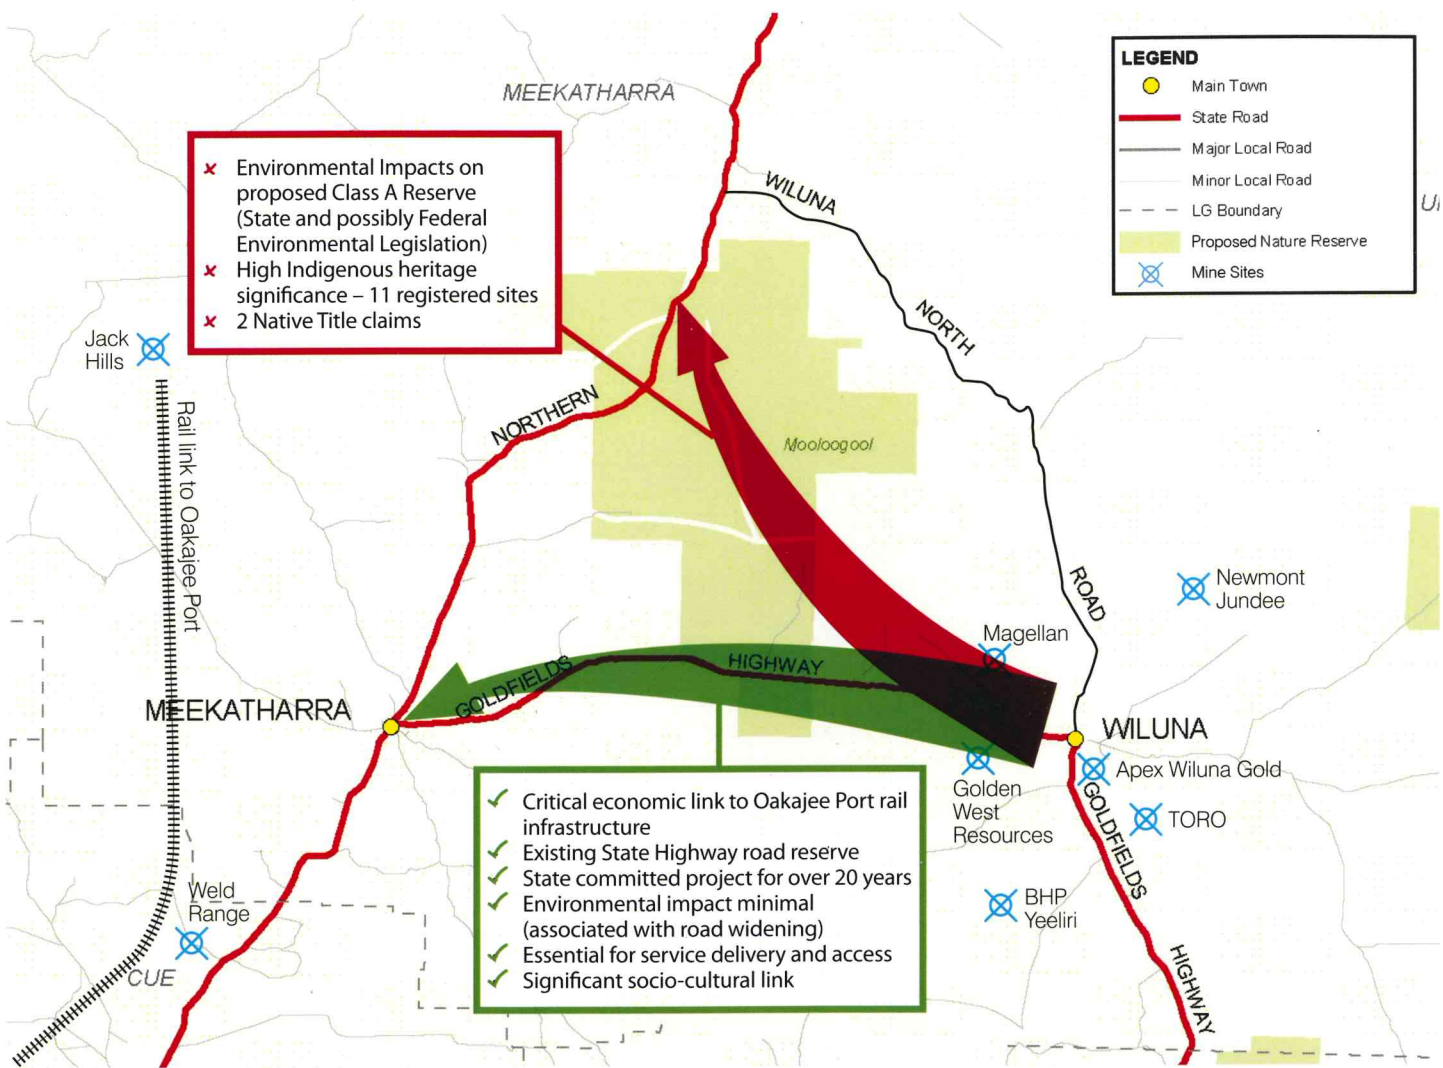 MEEKATHARRA
LEGEND
Main Town
State Road
Major Local Road
Minor Local Road
LG Boundary
Proposed Nature Reserve
Mine Sites
✘ Environmental Impacts on
proposed Class A Reserve
(State and possibly Federal
Environmental Legislation)
✘ High Indigenous heritage
significance – 11 registered sites
✘ 2 Native Title claims
WILUNA
NORTH
ROAD
Jack
Hills
Rail link to Oakajee Port
NORTHERN
Mooloogool
Newmont
Jundee
Magellan
GOLDFIELDS
HIGHWAY
MEEKATHARRA
WILUNA
Apex Wiluna Gold
Golden
West
Resources
TORO
GOLDFIELDS
HIGHWAY
BHP
Yeeliri
✓ Critical economic link to Oakajee Port rail
infrastructure
✓ Existing State Highway road reserve
✓ State committed project for over 20 years
✓ Environmental impact minimal
(associated with road widening)
✓ Essential for service delivery and access
✓ Significant socio-cultural link
Weld
Range
CUE